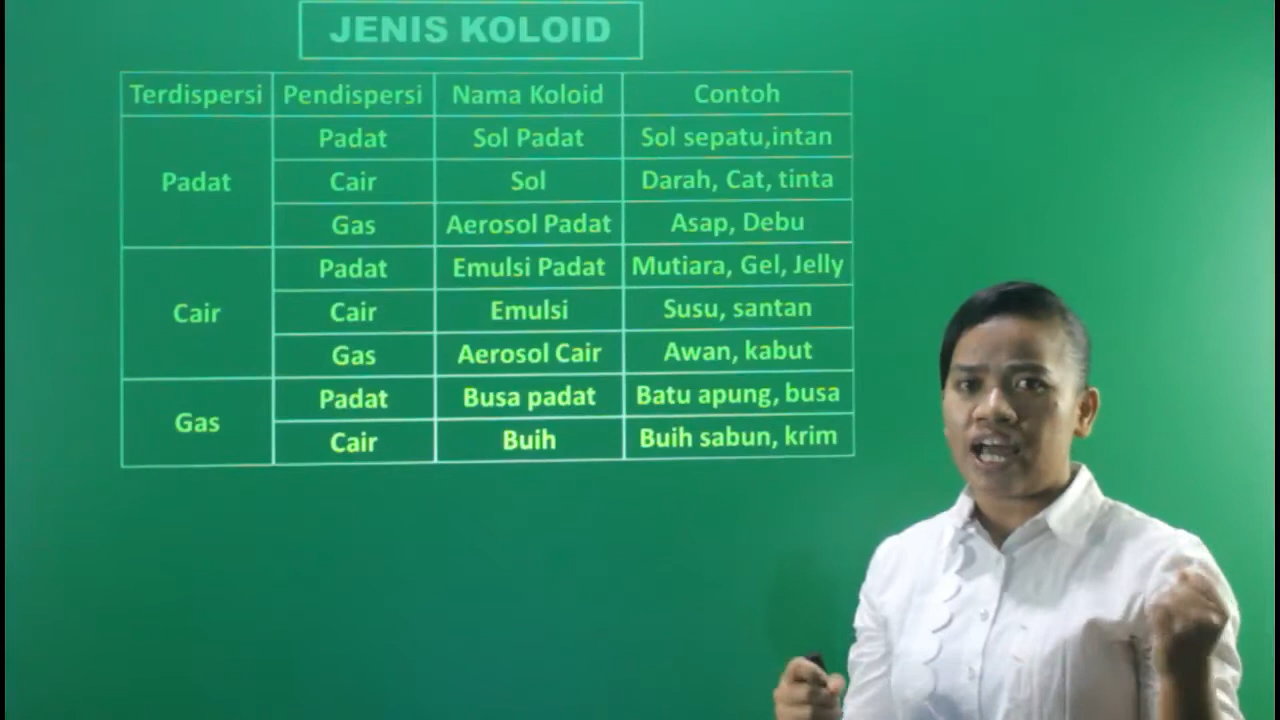 JENIS KOLOID
Terdispersi Pendispersi Nama Koloid Contoh
Padat Padat Sol Padat Sol sepatu,intan
Cair Sol Darah, Cat, tinta
Gas Aerosol Padat Asap, Debu
Cair Padat Emulsi Padat Mutiara, Gel, Jelly
Cair Emulsi Susu, santan
Gas Aerosol Cair Awan, kabut
Gas Padat Busa padat Batu apung, busa
Cair Buih Buih sabun, krim